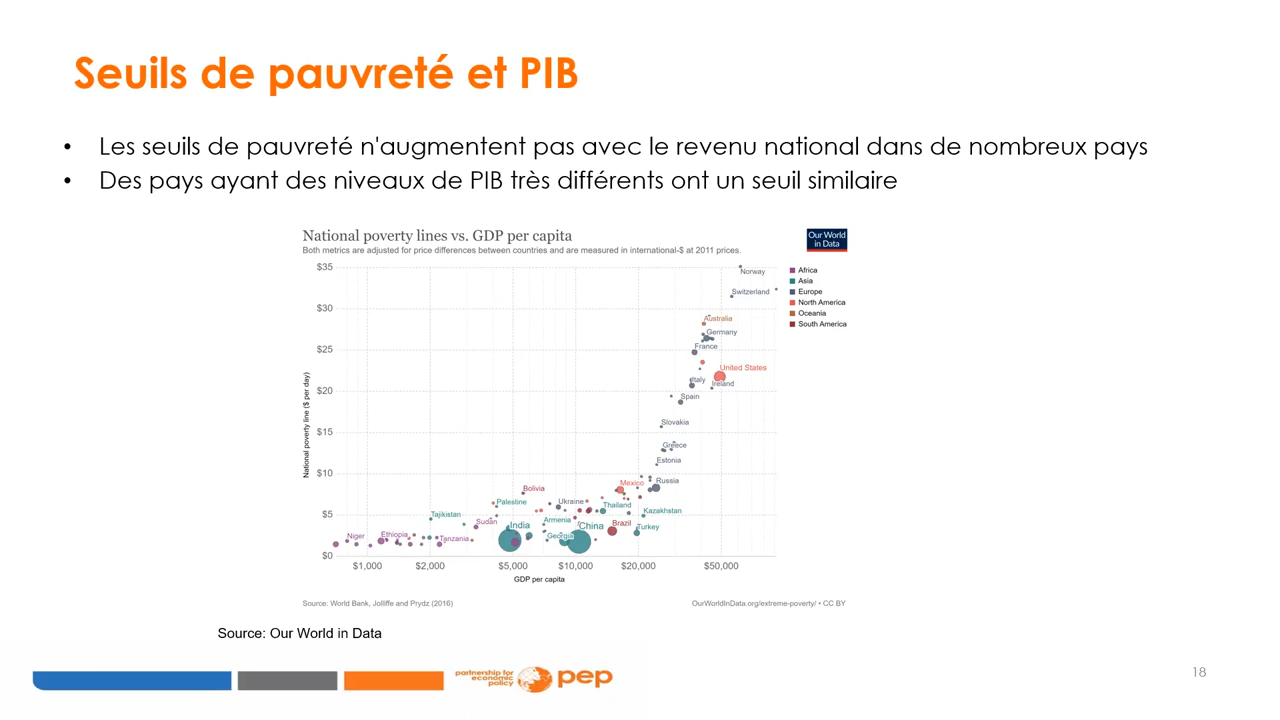 Seuils de pauvreté et PIB
• Les seuils de pauvreté n'augmentent pas avec le revenu national dans de nombreux pays
• Des pays ayant des niveaux de PIB très différents ont un seuil similaire
National poverty lines vs. GDP per capita
Both metrics are adjusted for price differences between countries and are measured in international-$ at 2011 prices.
Our World
in Data
National poverty line ($ per day)
$35
$30
$25
$20
$15
$10
$5
$0
Norway
Switzerland
Australia
Germany
France
United States
Italy
Ireland
Spain
Slovakia
Greece
Estonia
Russia
Mexico
Bolivia
Palestine
Ukraine
Thailand
Kazakhstan
Tajikistan
Sudan
India
Armenia
China
Brazil
Turkey
Niger
Ethiopia
Tanzania
Georgia
$1,000
$2,000
$5,000
$10,000
$20,000
$50,000
GDP per capita
Africa
Asia
Europe
North America
Oceania
South America
Source: World Bank, Jolliffe and Prydz (2016)
OurWorldInData.org/extreme-poverty/ • CC BY
Source: Our World in Data
partnership for
economic
policy
pep
18